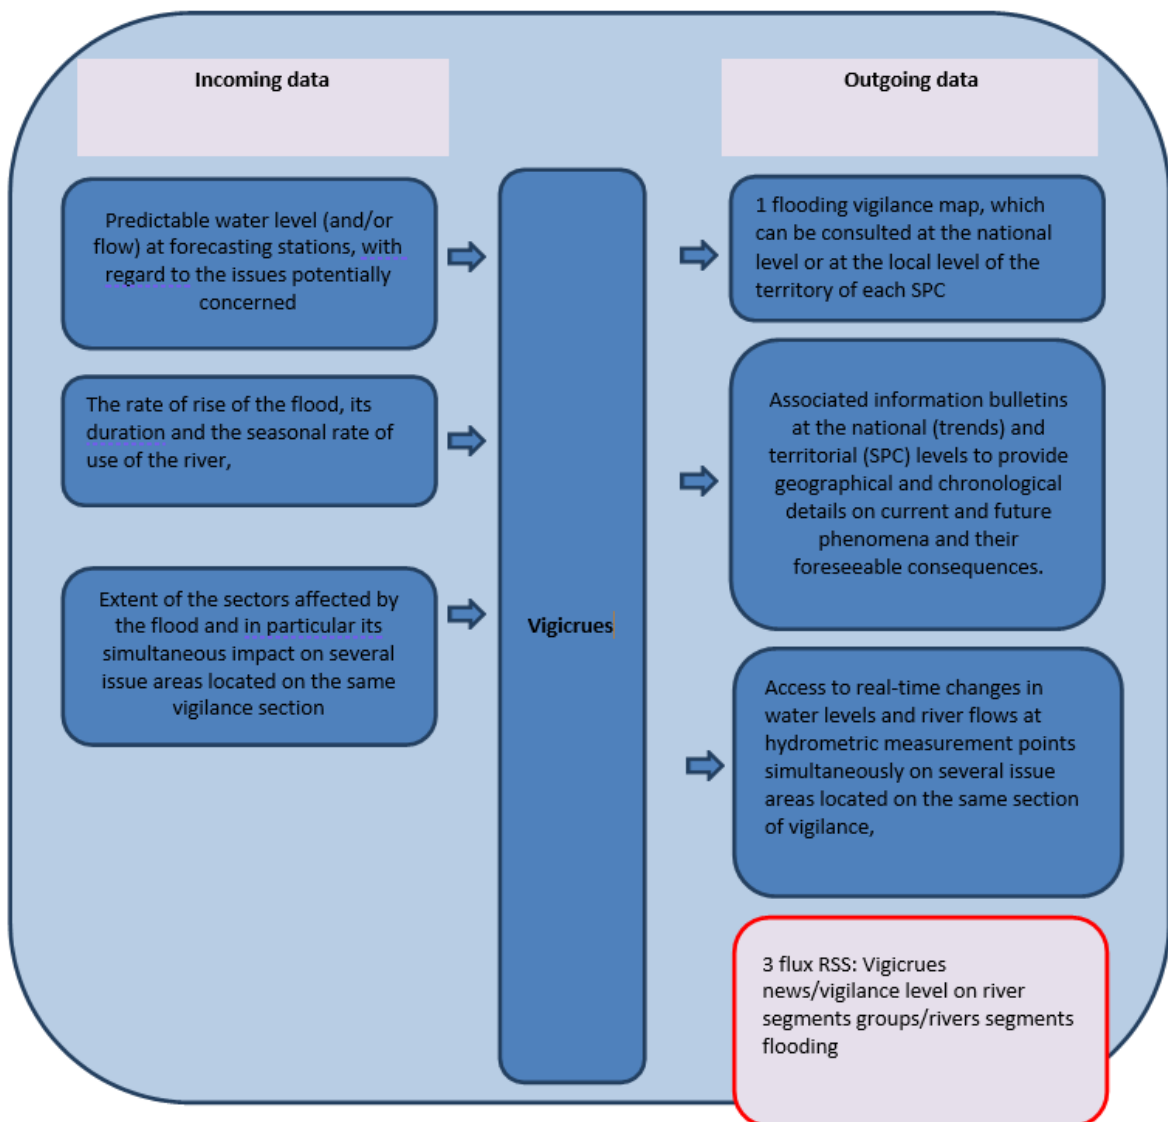 Incoming data
Predictable water level (and/or
flow) at forecasting stations, with
regard to the issues potentially
concerned
The rate of rise of the flood, its
duration and the seasonal rate of
use of the river,
Extent of the sectors affected by
the flood and in particular its
simultaneous impact on several
issue areas located on the same
vigilance section
Vigicrues
Outgoing data
1 flooding vigilance map, which
can be consulted at the national
level or at the local level of the
territory of each SPC
Associated information bulletins
at the national (trends) and
territorial (SPC) levels to provide
geographical and chronological
details on current and future
phenomena and their
foreseeable consequences.
Access to real-time changes in
water levels and river flows at
hydrometric measurement points
simultaneously on several issue
areas located on the same section
of vigilance,
3 flux RSS: Vigicrues
news/vigilance level on river
segments groups/rivers segments
flooding